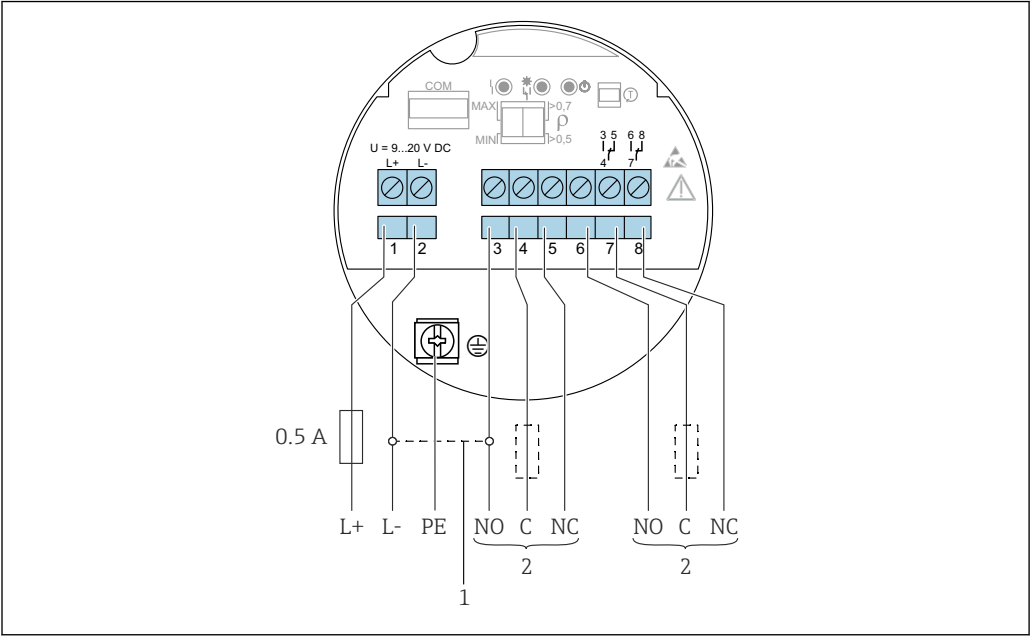 COM
MAX >0,7
ρ
MIN >0,5
3 5 6 8
4 7
U = 9...20 V DC
L+ L-
1 2 3 4 5 6 7 8
0.5 A
L+ L- PE NO C NC NO C NC
2 2
1